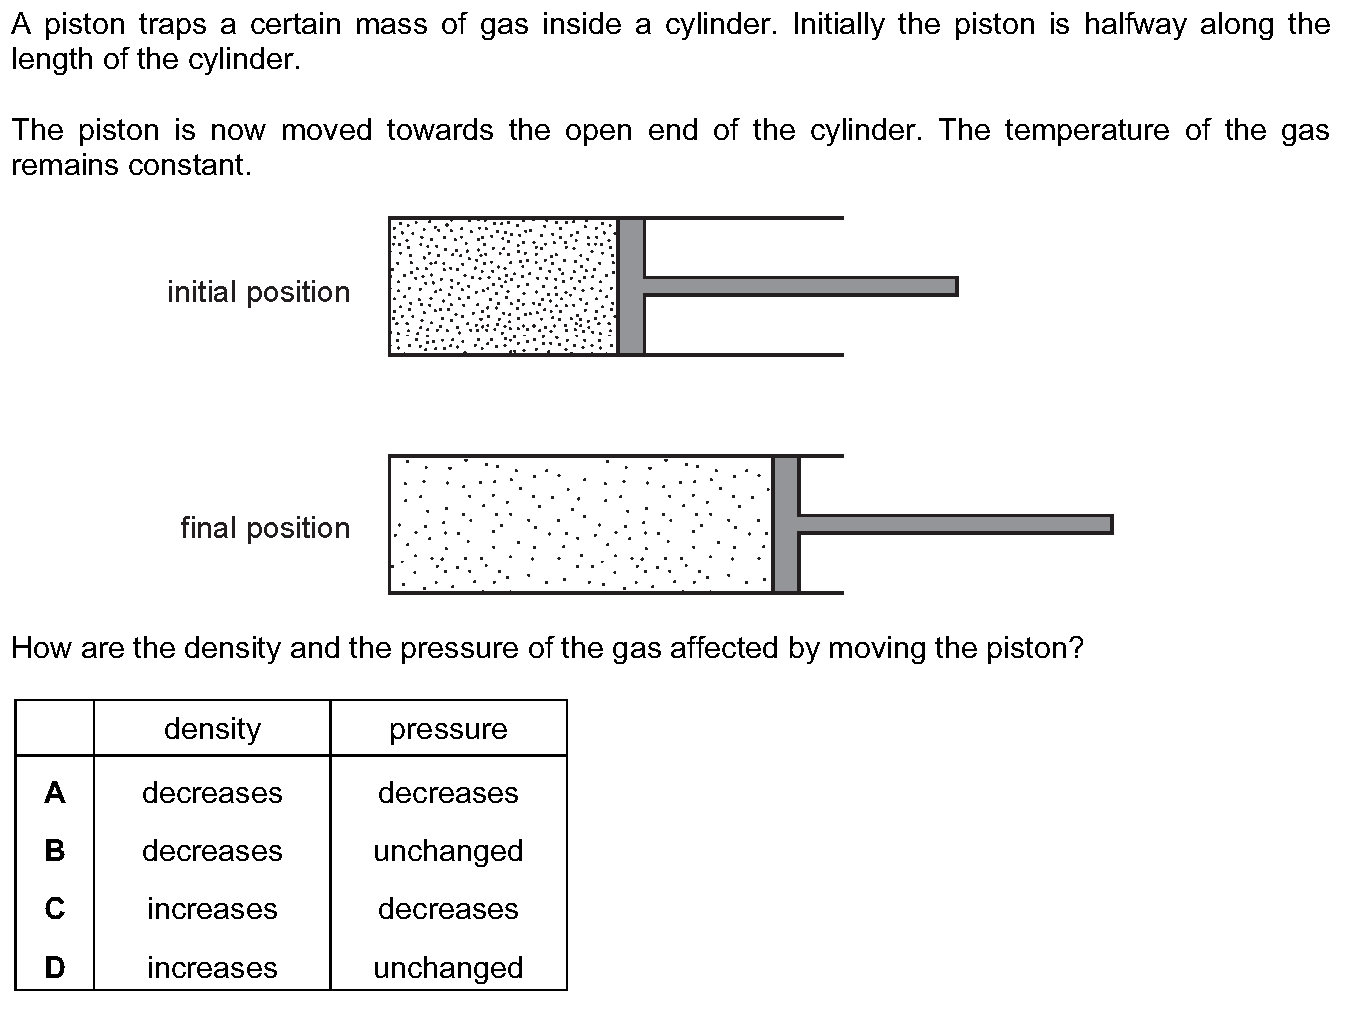 A piston traps a certain mass of gas inside a cylinder. Initially the piston is halfway along the
length of the cylinder.
The piston is now moved towards the open end of the cylinder. The temperature of the gas
remains constant.
initial position
final position
How are the density and the pressure of the gas affected by moving the piston?
density pressure
A decreases decreases
B decreases unchanged
C increases decreases
D increases unchanged